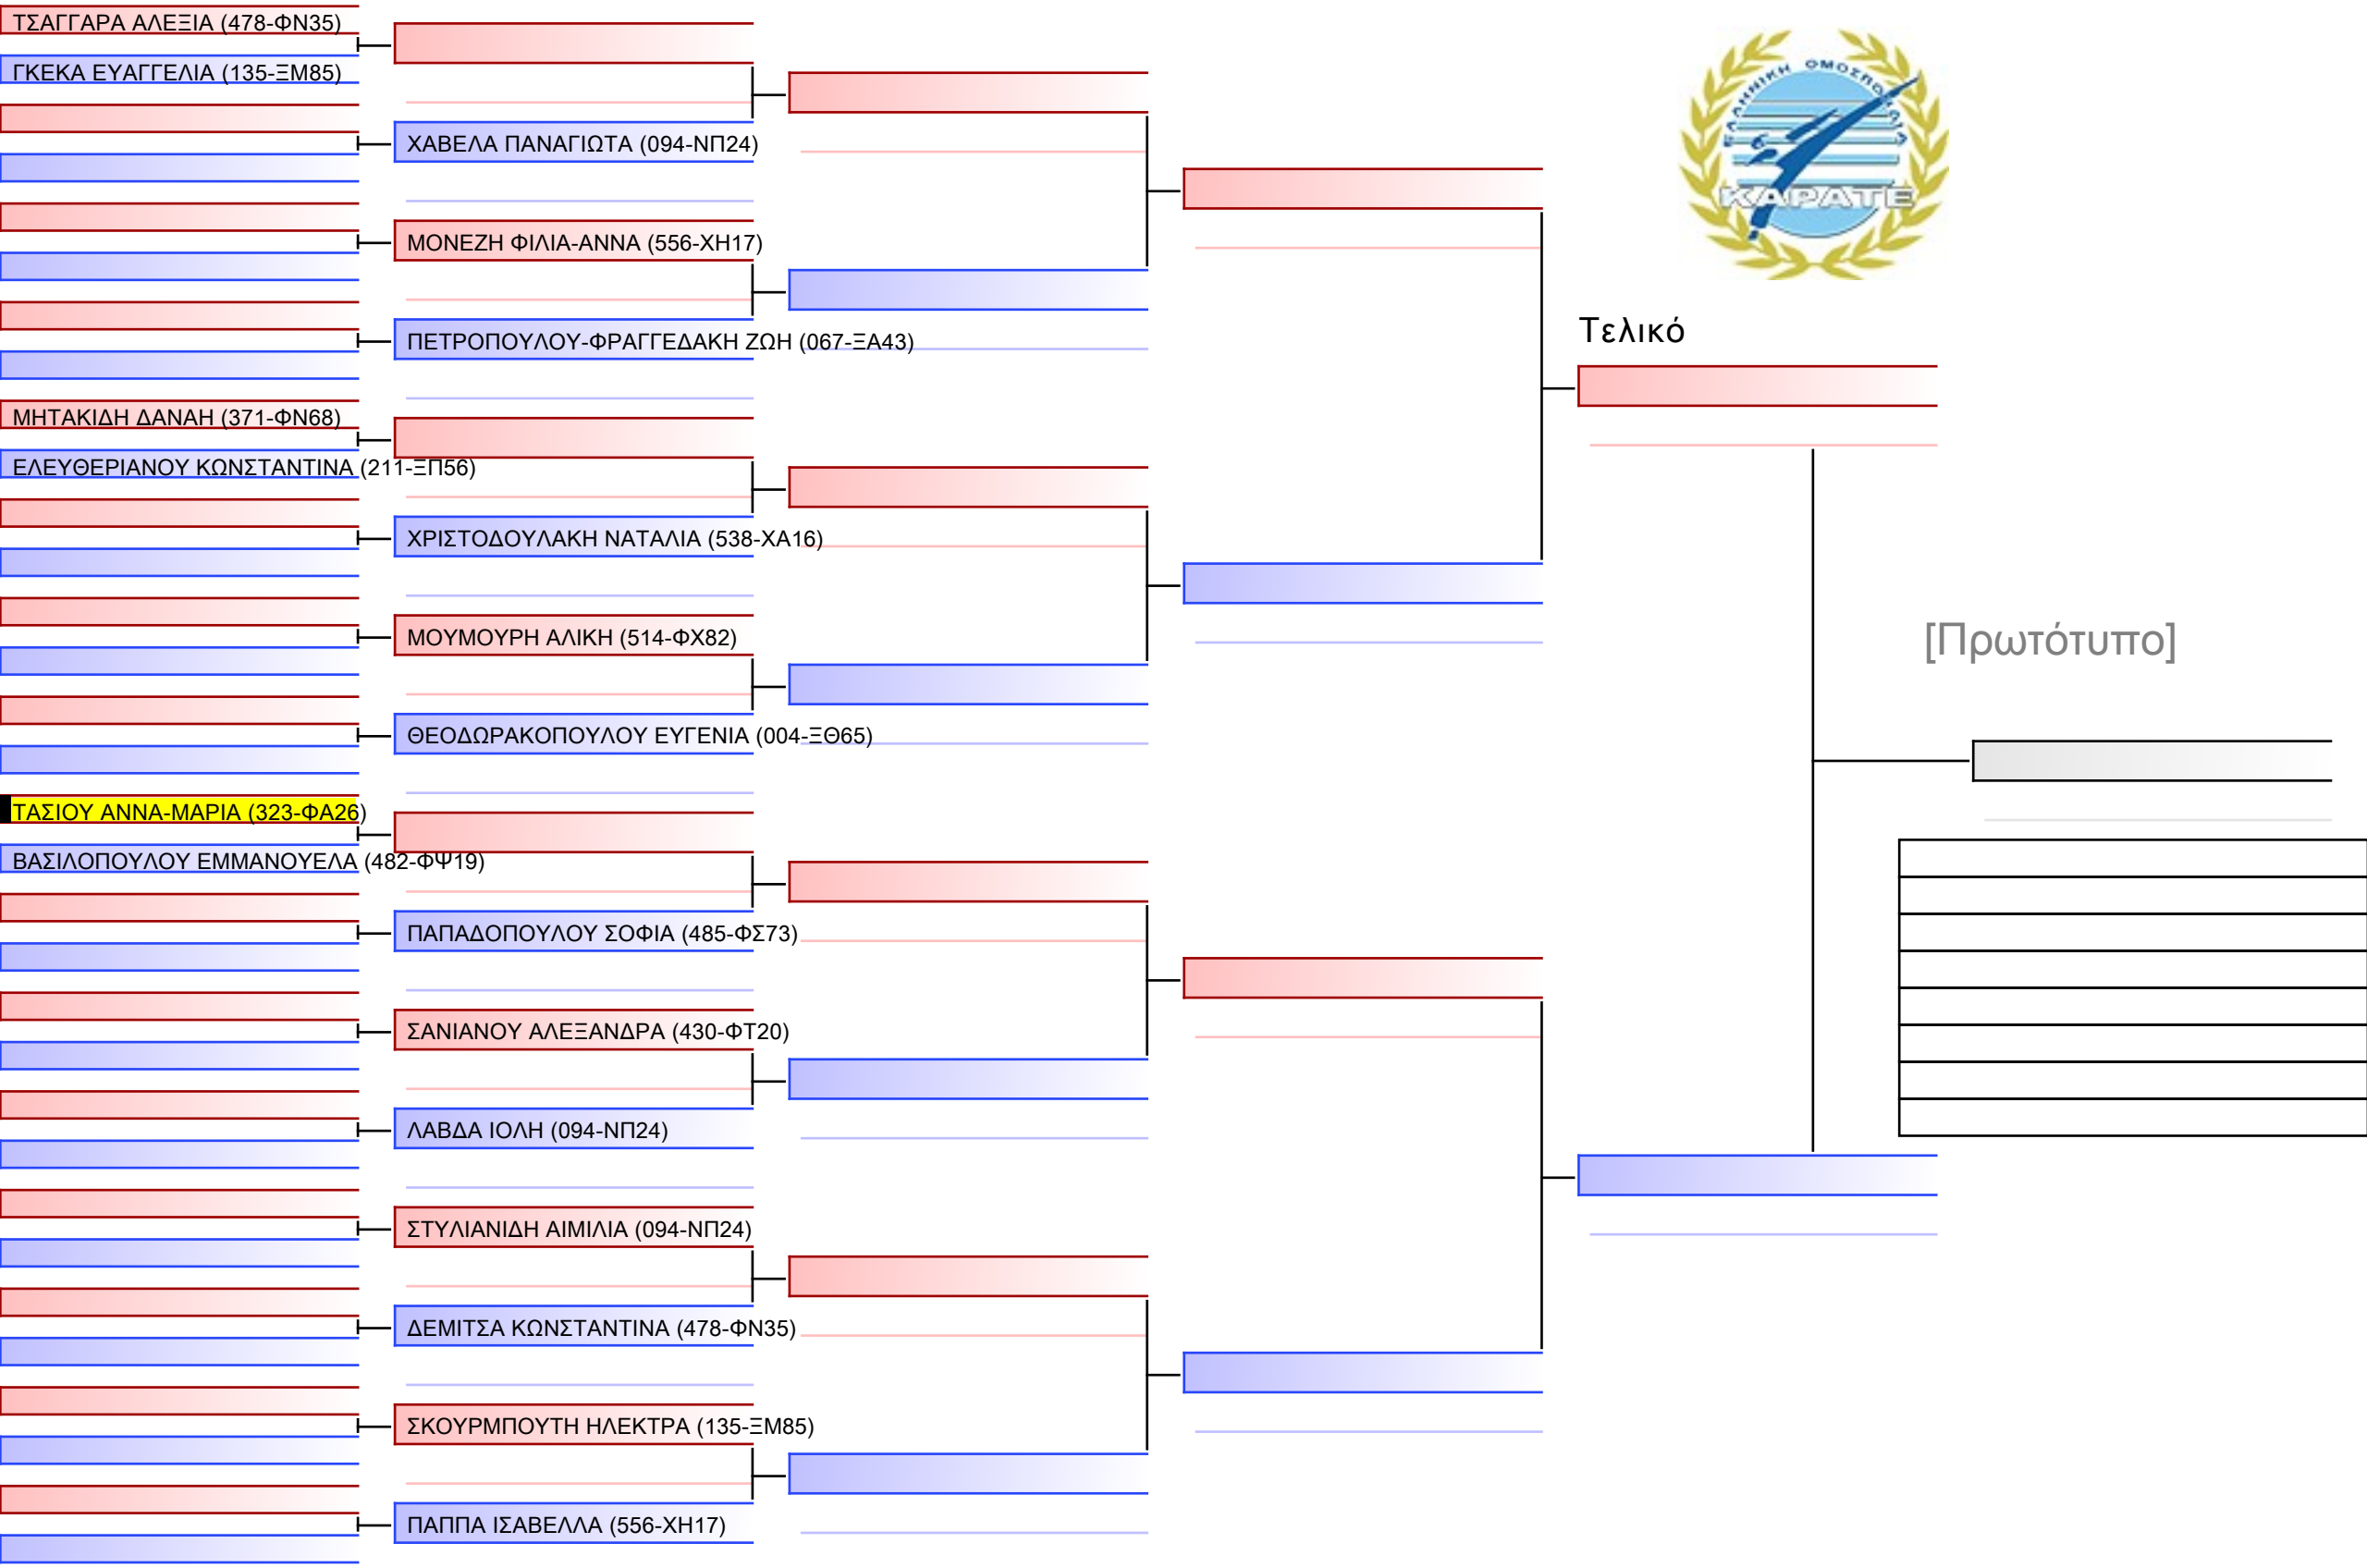 ΤΣΑΓΓΑΡΑ ΑΛΕΞΙΑ (478-ΦΝ35)
ΓΚΕΚΑ ΕΥΑΓΓΕΛΙΑ (135-ΞΜ85)
ΧΑΒΕΛΑ ΠΑΝΑΓΙΩΤΑ (094-ΝΠ24)
ΜΟΝΕΖΗ ΦΙΛΙΑ-ΑΝΝΑ (556-ΧΗ17)
ΠΕΤΡΟΠΟΥΛΟΥ-ΦΡΑΓΓΕΔΑΚΗ ΖΩΗ (067-ΞΑ43)
ΜΗΤΑΚΙΔΗ ΔΑΝΑΗ (371-ΦΝ68)
ΕΛΕΥΘΕΡΙΑΝΟΥ ΚΩΝΣΤΑΝΤΙΝΑ (211-ΞΠ56)
ΧΡΙΣΤΟΔΟΥΛΑΚΗ ΝΑΤΑΛΙΑ (538-ΧΑ16)
ΜΟΥΜΟΥΡΗ ΑΛΙΚΗ (514-ΦΧ82)
ΘΕΟΔΩΡΑΚΟΠΟΥΛΟΥ ΕΥΓΕΝΙΑ (004-ΞΘ65)
ΤΑΣΙΟΥ ΑΝΝΑ-ΜΑΡΙΑ (323-ΦΑ26)
ΒΑΣΙΛΟΠΟΥΛΟΥ ΕΜΜΑΝΟΥΕΛΑ (482-ΦΨ19)
ΠΑΠΑΔΟΠΟΥΛΟΥ ΣΟΦΙΑ (485-ΦΣ73)
ΣΑΝΙΑΝΟΥ ΑΛΕΞΑΝΔΡΑ (430-ΦΤ20)
ΛΑΒΔΑ ΙΟΛΗ (094-ΝΠ24)
ΣΤΥΛΙΑΝΙΔΗ ΑΙΜΙΛΙΑ (094-ΝΠ24)
ΔΕΜΙΤΣΑ ΚΩΝΣΤΑΝΤΙΝΑ (478-ΦΝ35)
ΣΚΟΥΡΜΠΟΥΤΗ ΗΛΕΚΤΡΑ (135-ΞΜ85)
ΠΑΠΠΑ ΙΣΑΒΕΛΛΑ (556-ΧΗ17)
ΕΛΛΗΝΙΚΗ ΟΜΟΣΠΟΝΔΙΑ
ΚΑΡΑΤΕ
Τελικό
[Πρωτότυπο]